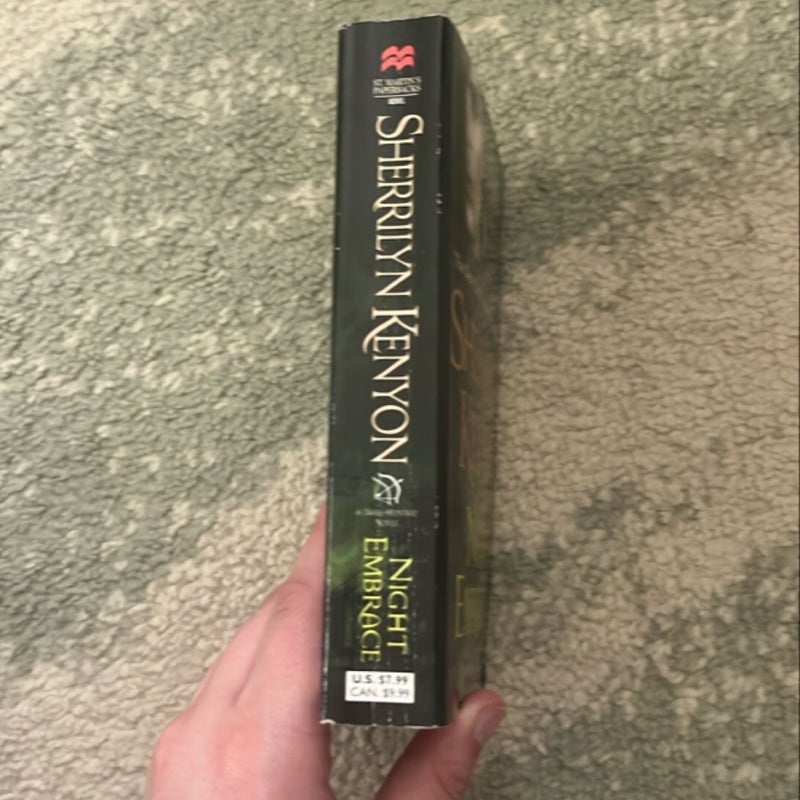 ST. MARTIN'S
PAPERBACKS
SHERRILYN KENYON
A DARK-HUNTER
NOVEL
NIGHT
EMBRACE
U.S. $7.99
CAN. $9.99